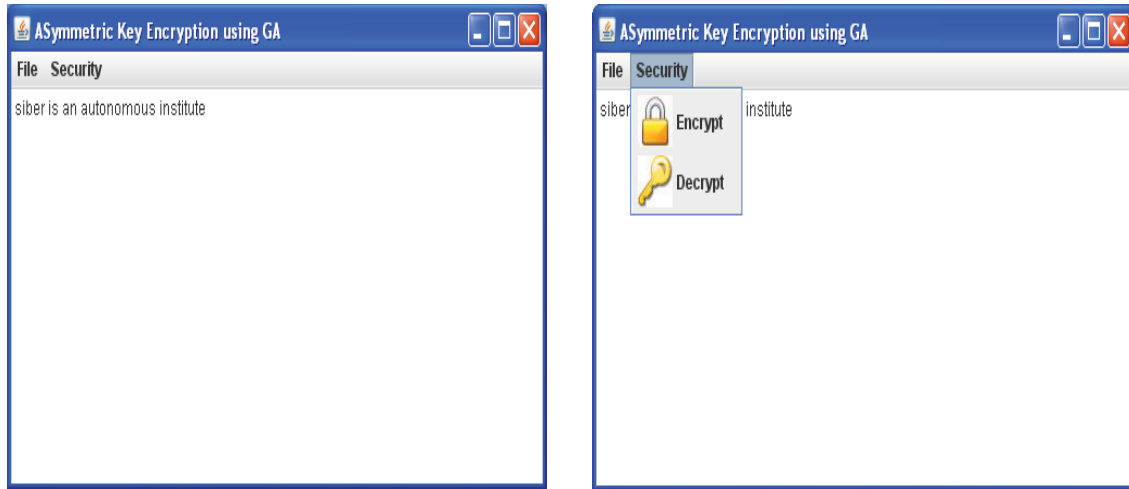 ASymmetric Key Encryption using GA
File Security
siber is an autonomous institute
ASymmetric Key Encryption using GA
File Security
siber institute
Encrypt
Decrypt